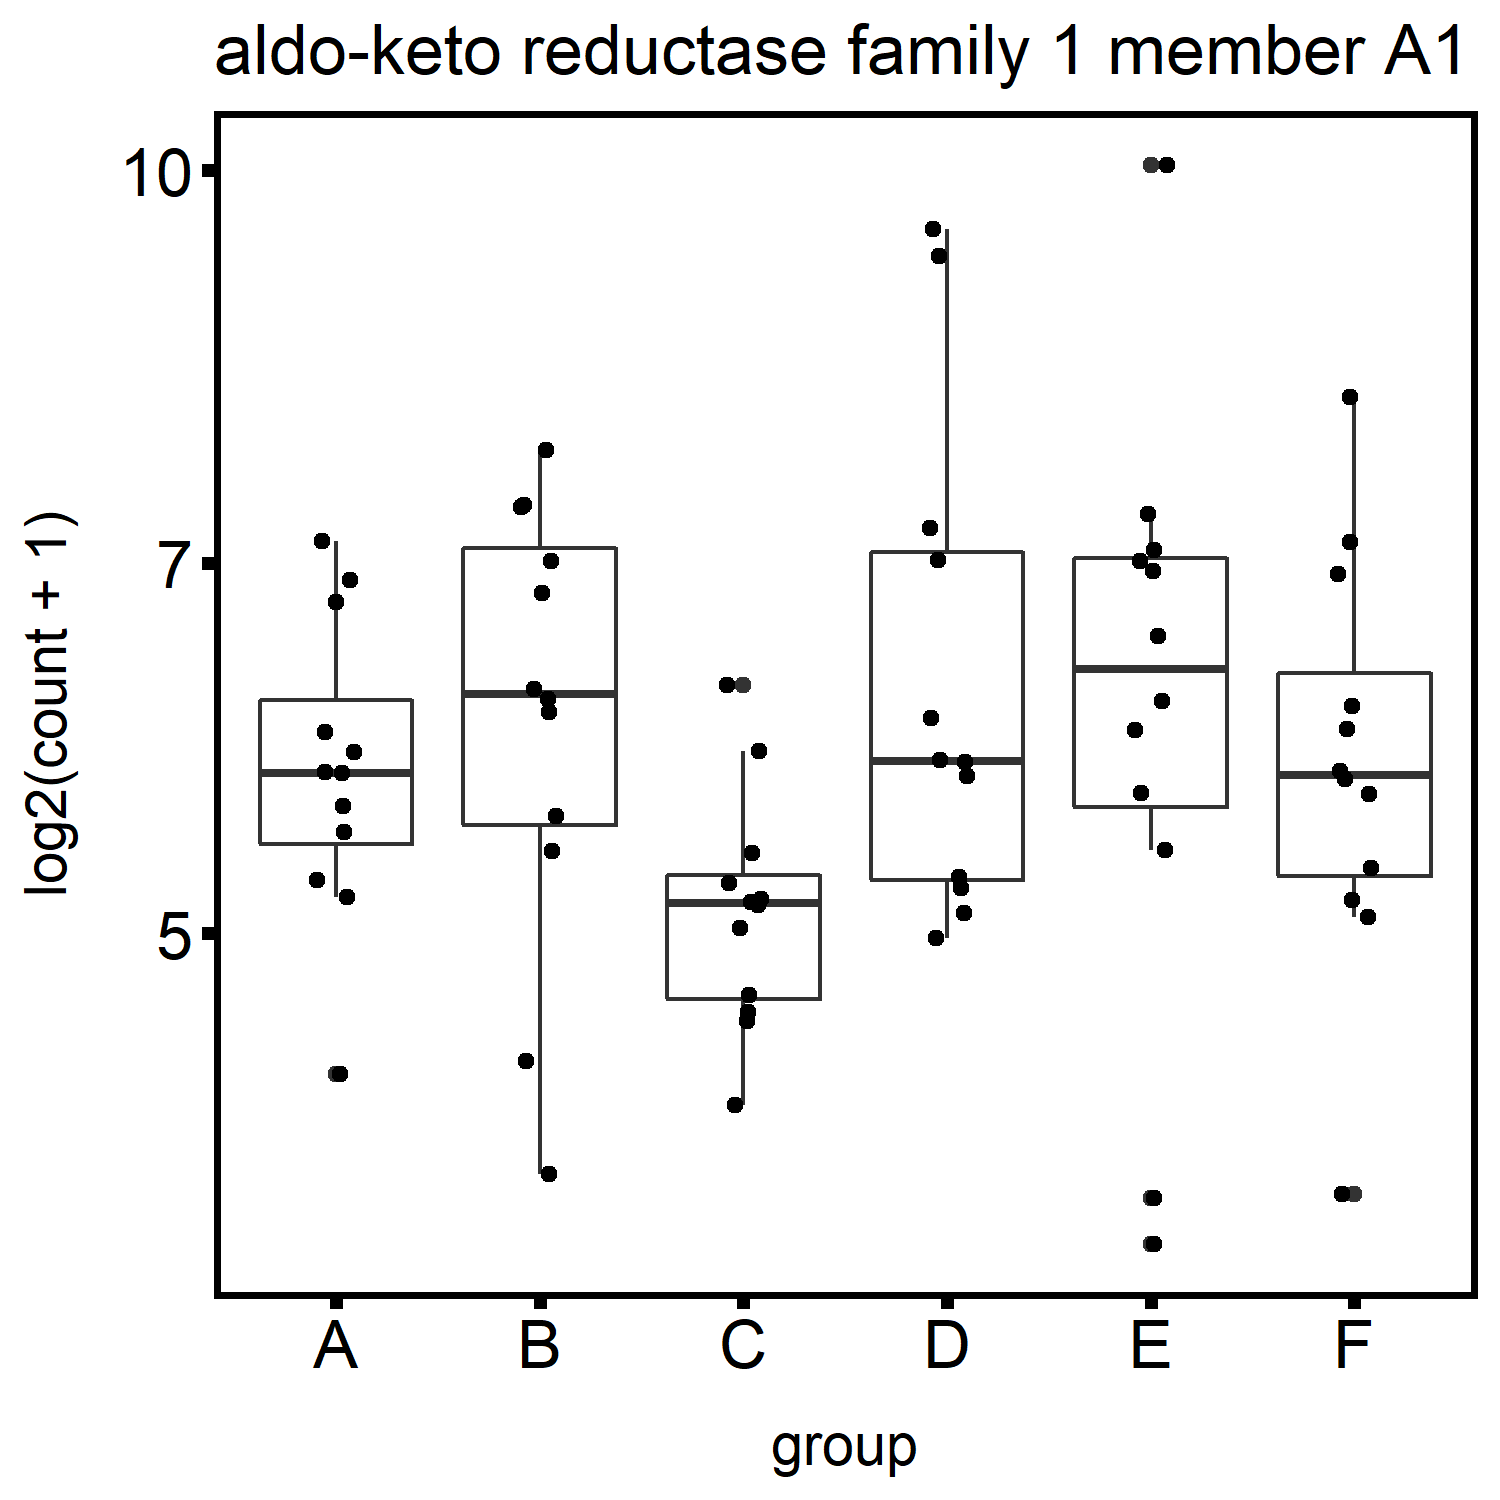 aldo-keto reductase family 1 member A1
log2(count + 1)
10
7
5
A B C D E F
group